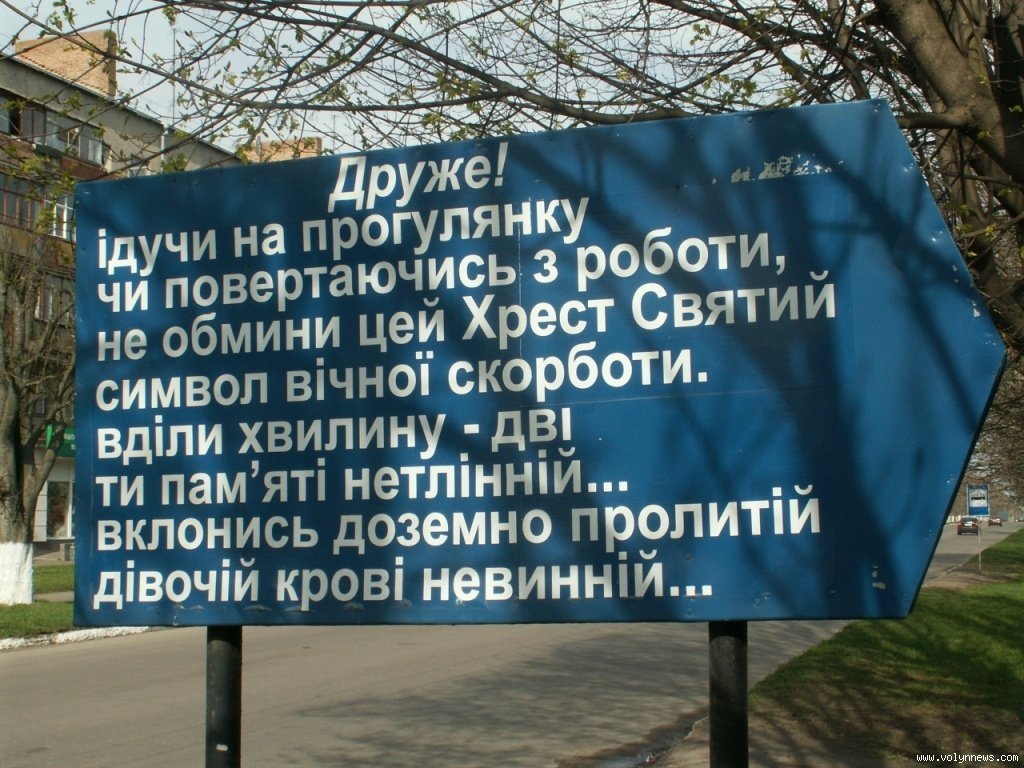 Друже!
ідучи на прогулянку
чи повертаючись з роботи,
не обмини цей Хрест Святий
символ вічної скорботи.
вділи хвилину - дві
ти пам'яті нетлінній...
вклонись доземно пролитій
дівочій крові невинній...
www.volynnews.com